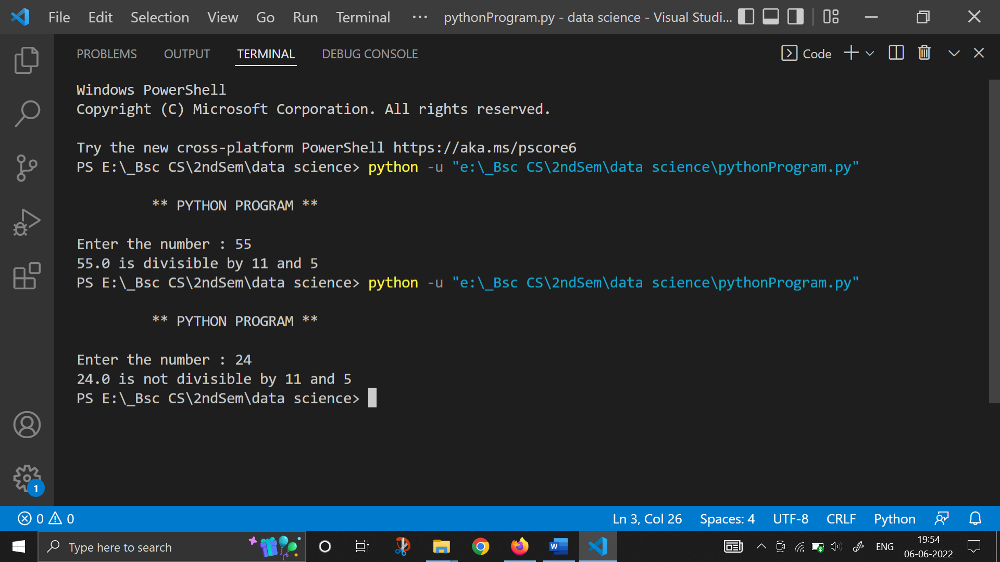 File Edit Selection View Go Run Terminal ··· pythonProgram.py - data science - Visual Studi...
PROBLEMS OUTPUT TERMINAL DEBUG CONSOLE Code
Windows PowerShell
Copyright (C) Microsoft Corporation. All rights reserved.
Try the new cross-platform PowerShell https://aka.ms/pscore6
PS E:\_Bsc CS\2ndSem\data science> python -u "e:\_Bsc CS\2ndSem\data science\pythonProgram.py"
** PYTHON PROGRAM **
Enter the number : 55
55.0 is divisible by 11 and 5
PS E:\_Bsc CS\2ndSem\data science> python -u "e:\_Bsc CS\2ndSem\data science\pythonProgram.py"
** PYTHON PROGRAM **
Enter the number : 24
24.0 is not divisible by 11 and 5
PS E:\_Bsc CS\2ndSem\data science>
1
0 0 Ln 3, Col 26 Spaces: 4 UTF-8 CRLF Python
Type here to search W ENG 19:54
06-06-2022